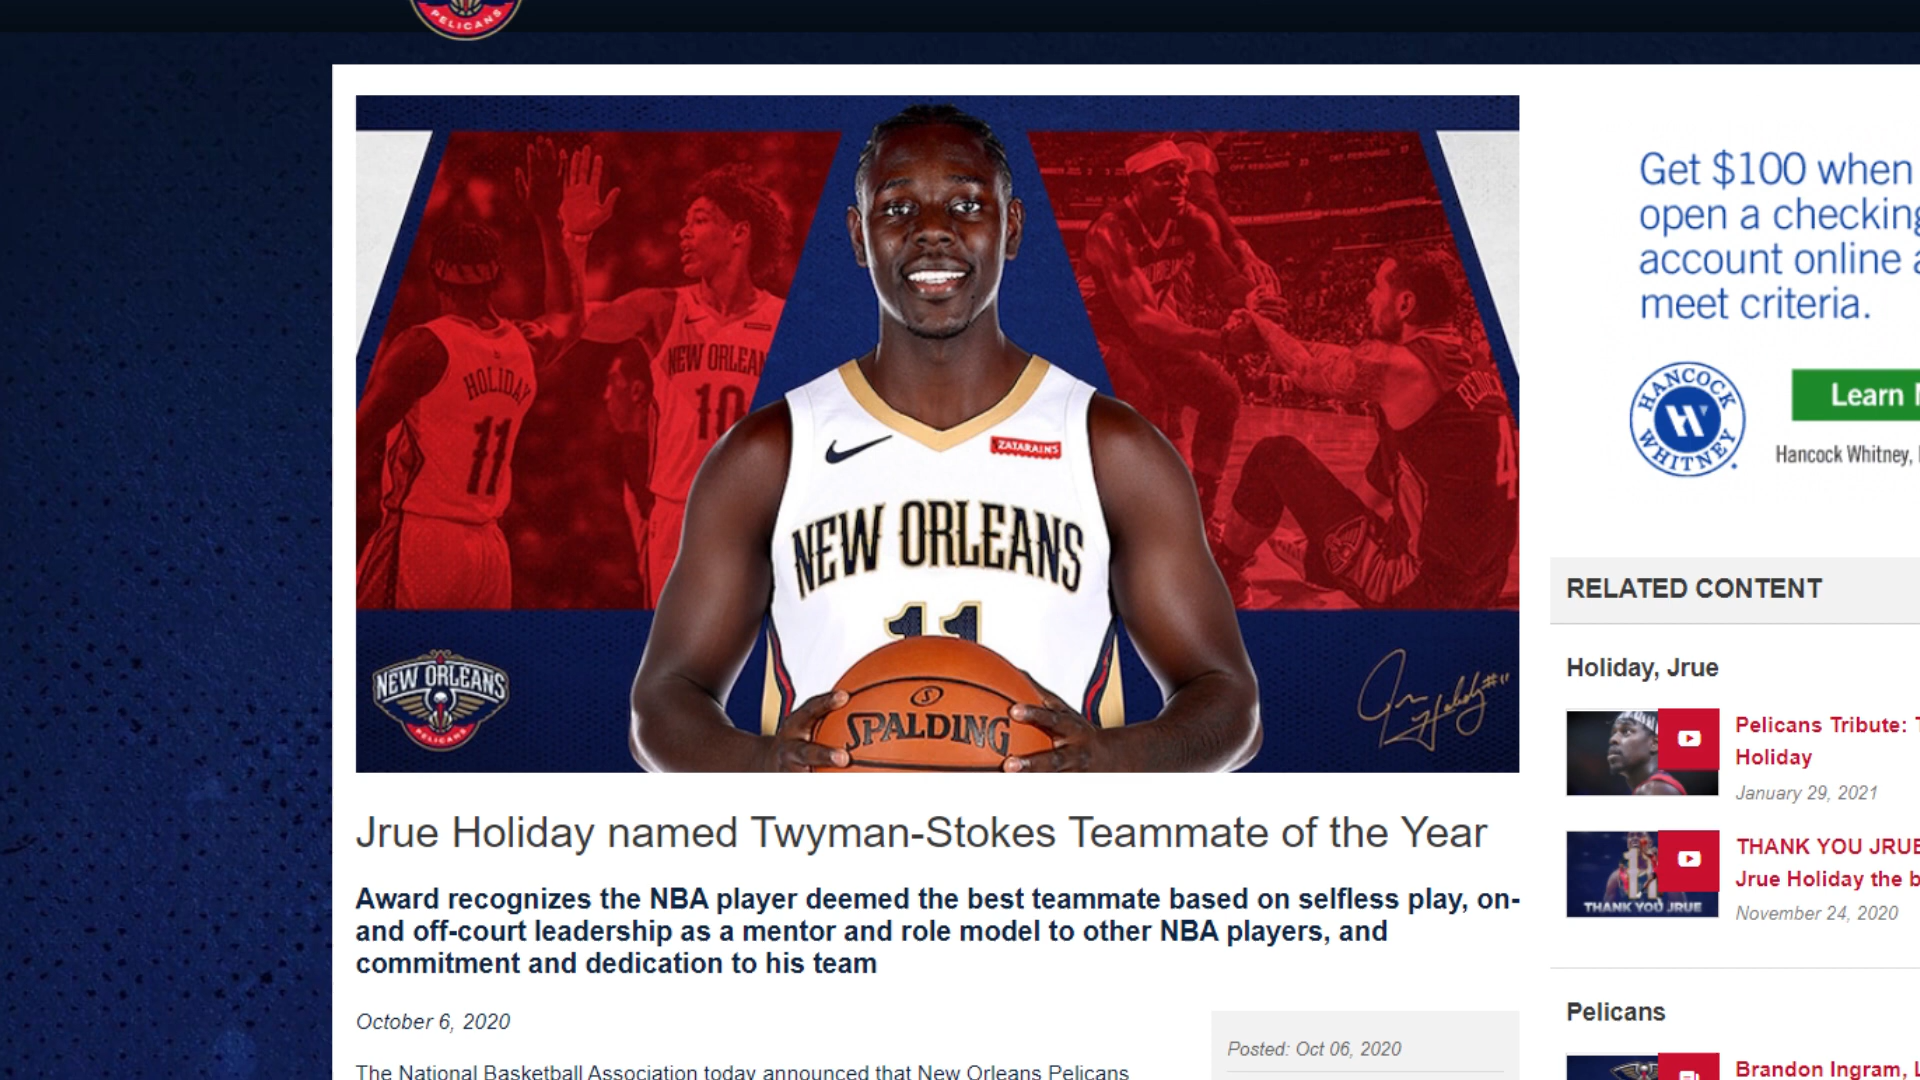 PELICANS
HOLIDAY
11
NEW ORLEAN
10
ZATARAIN'S
NEW ORLEANS
11
SPALDING
NEW ORLEANS
PELICANS
#11
Jrue Holiday named Twyman-Stokes Teammate of the Year
Award recognizes the NBA player deemed the best teammate based on selfless play, on-
and off-court leadership as a mentor and role model to other NBA players, and
commitment and dedication to his team
October 6, 2020
Posted: Oct 06, 2020
The National Basketball Association today announced that New Orleans Pelicans
Get $100 when
open a checking
account online a
meet criteria.
HANCOCK
WHITNEY
Learn
Hancock Whitney,
RELATED CONTENT
Holiday, Jrue
Pelicans Tribute: T
Holiday
January 29, 2021
THANK YOU JRUE
THANK YOU JRUE
Jrue Holiday the b
November 24, 2020
Pelicans
Brandon Ingram, L